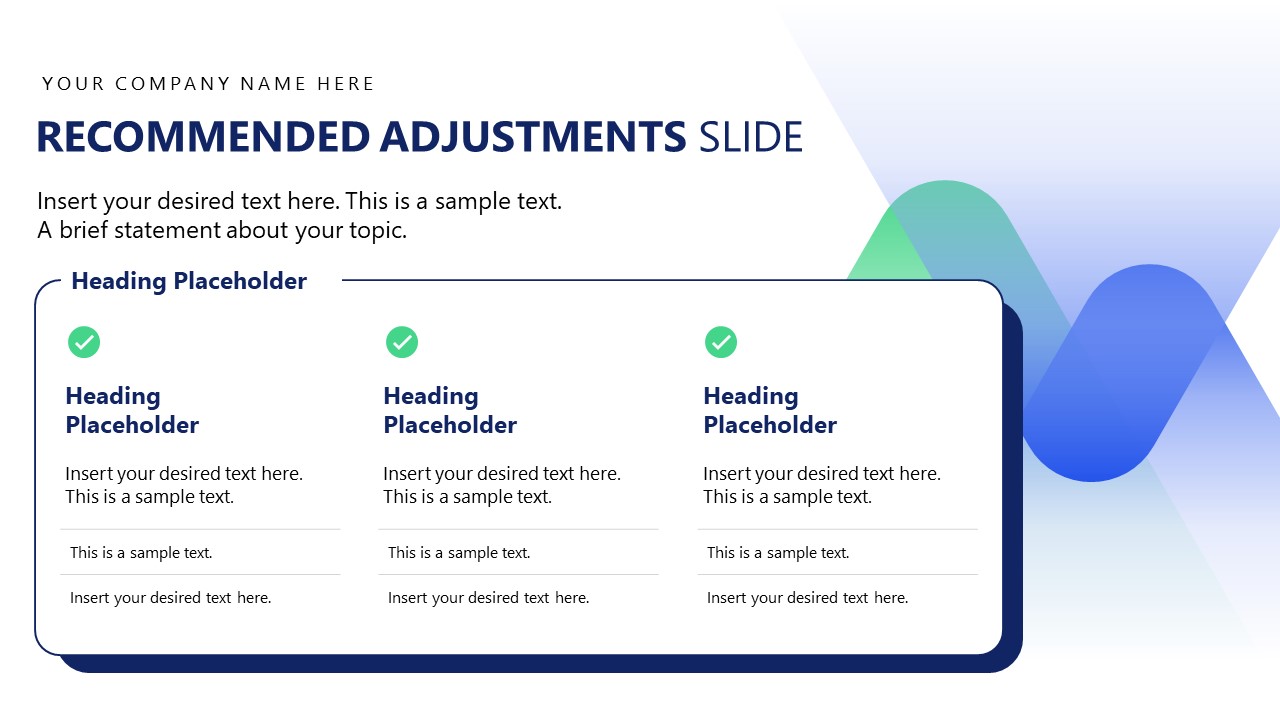 YOUR COMPANY NAME HERE
RECOMMENDED ADJUSTMENTS SLIDE
Insert your desired text here. This is a sample text.
A brief statement about your topic.
Heading Placeholder
Heading
Placeholder
Insert your desired text here.
This is a sample text.
This is a sample text.
Insert your desired text here.
Heading
Placeholder
Insert your desired text here.
This is a sample text.
This is a sample text.
Insert your desired text here.
Heading
Placeholder
Insert your desired text here.
This is a sample text.
This is a sample text.
Insert your desired text here.